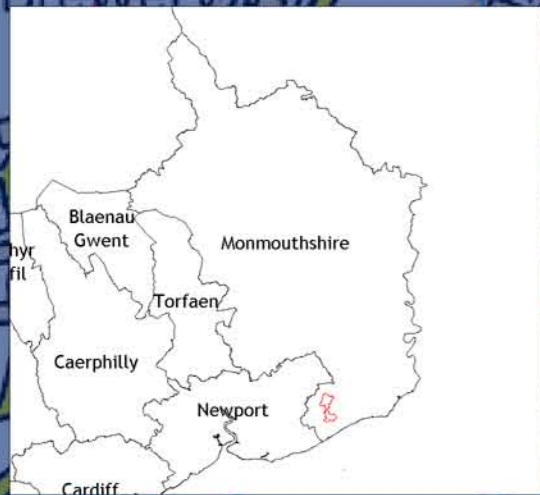 Blaenau
Gwent
Monmouthshire
hyr
fil
Torfaen
Caerphilly
Newport
Cardiff